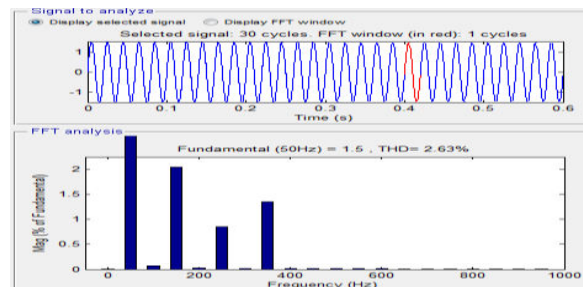 Signal to analyze
Display selected signal Display FFT window
Selected signal: 30 cycles. FFT window (in red): 1 cycles
1
0
-1
0 0.1 0.2 0.3 0.4 0.5 0.6
Time (s)
FFT analysis
Fundamental (50Hz) = 1.5 , THD= 2.63%
Mag (% of Fundamental)
2
1.5
1
0.5
0
0 200 400 600 800 1000
Frequency (Hz)